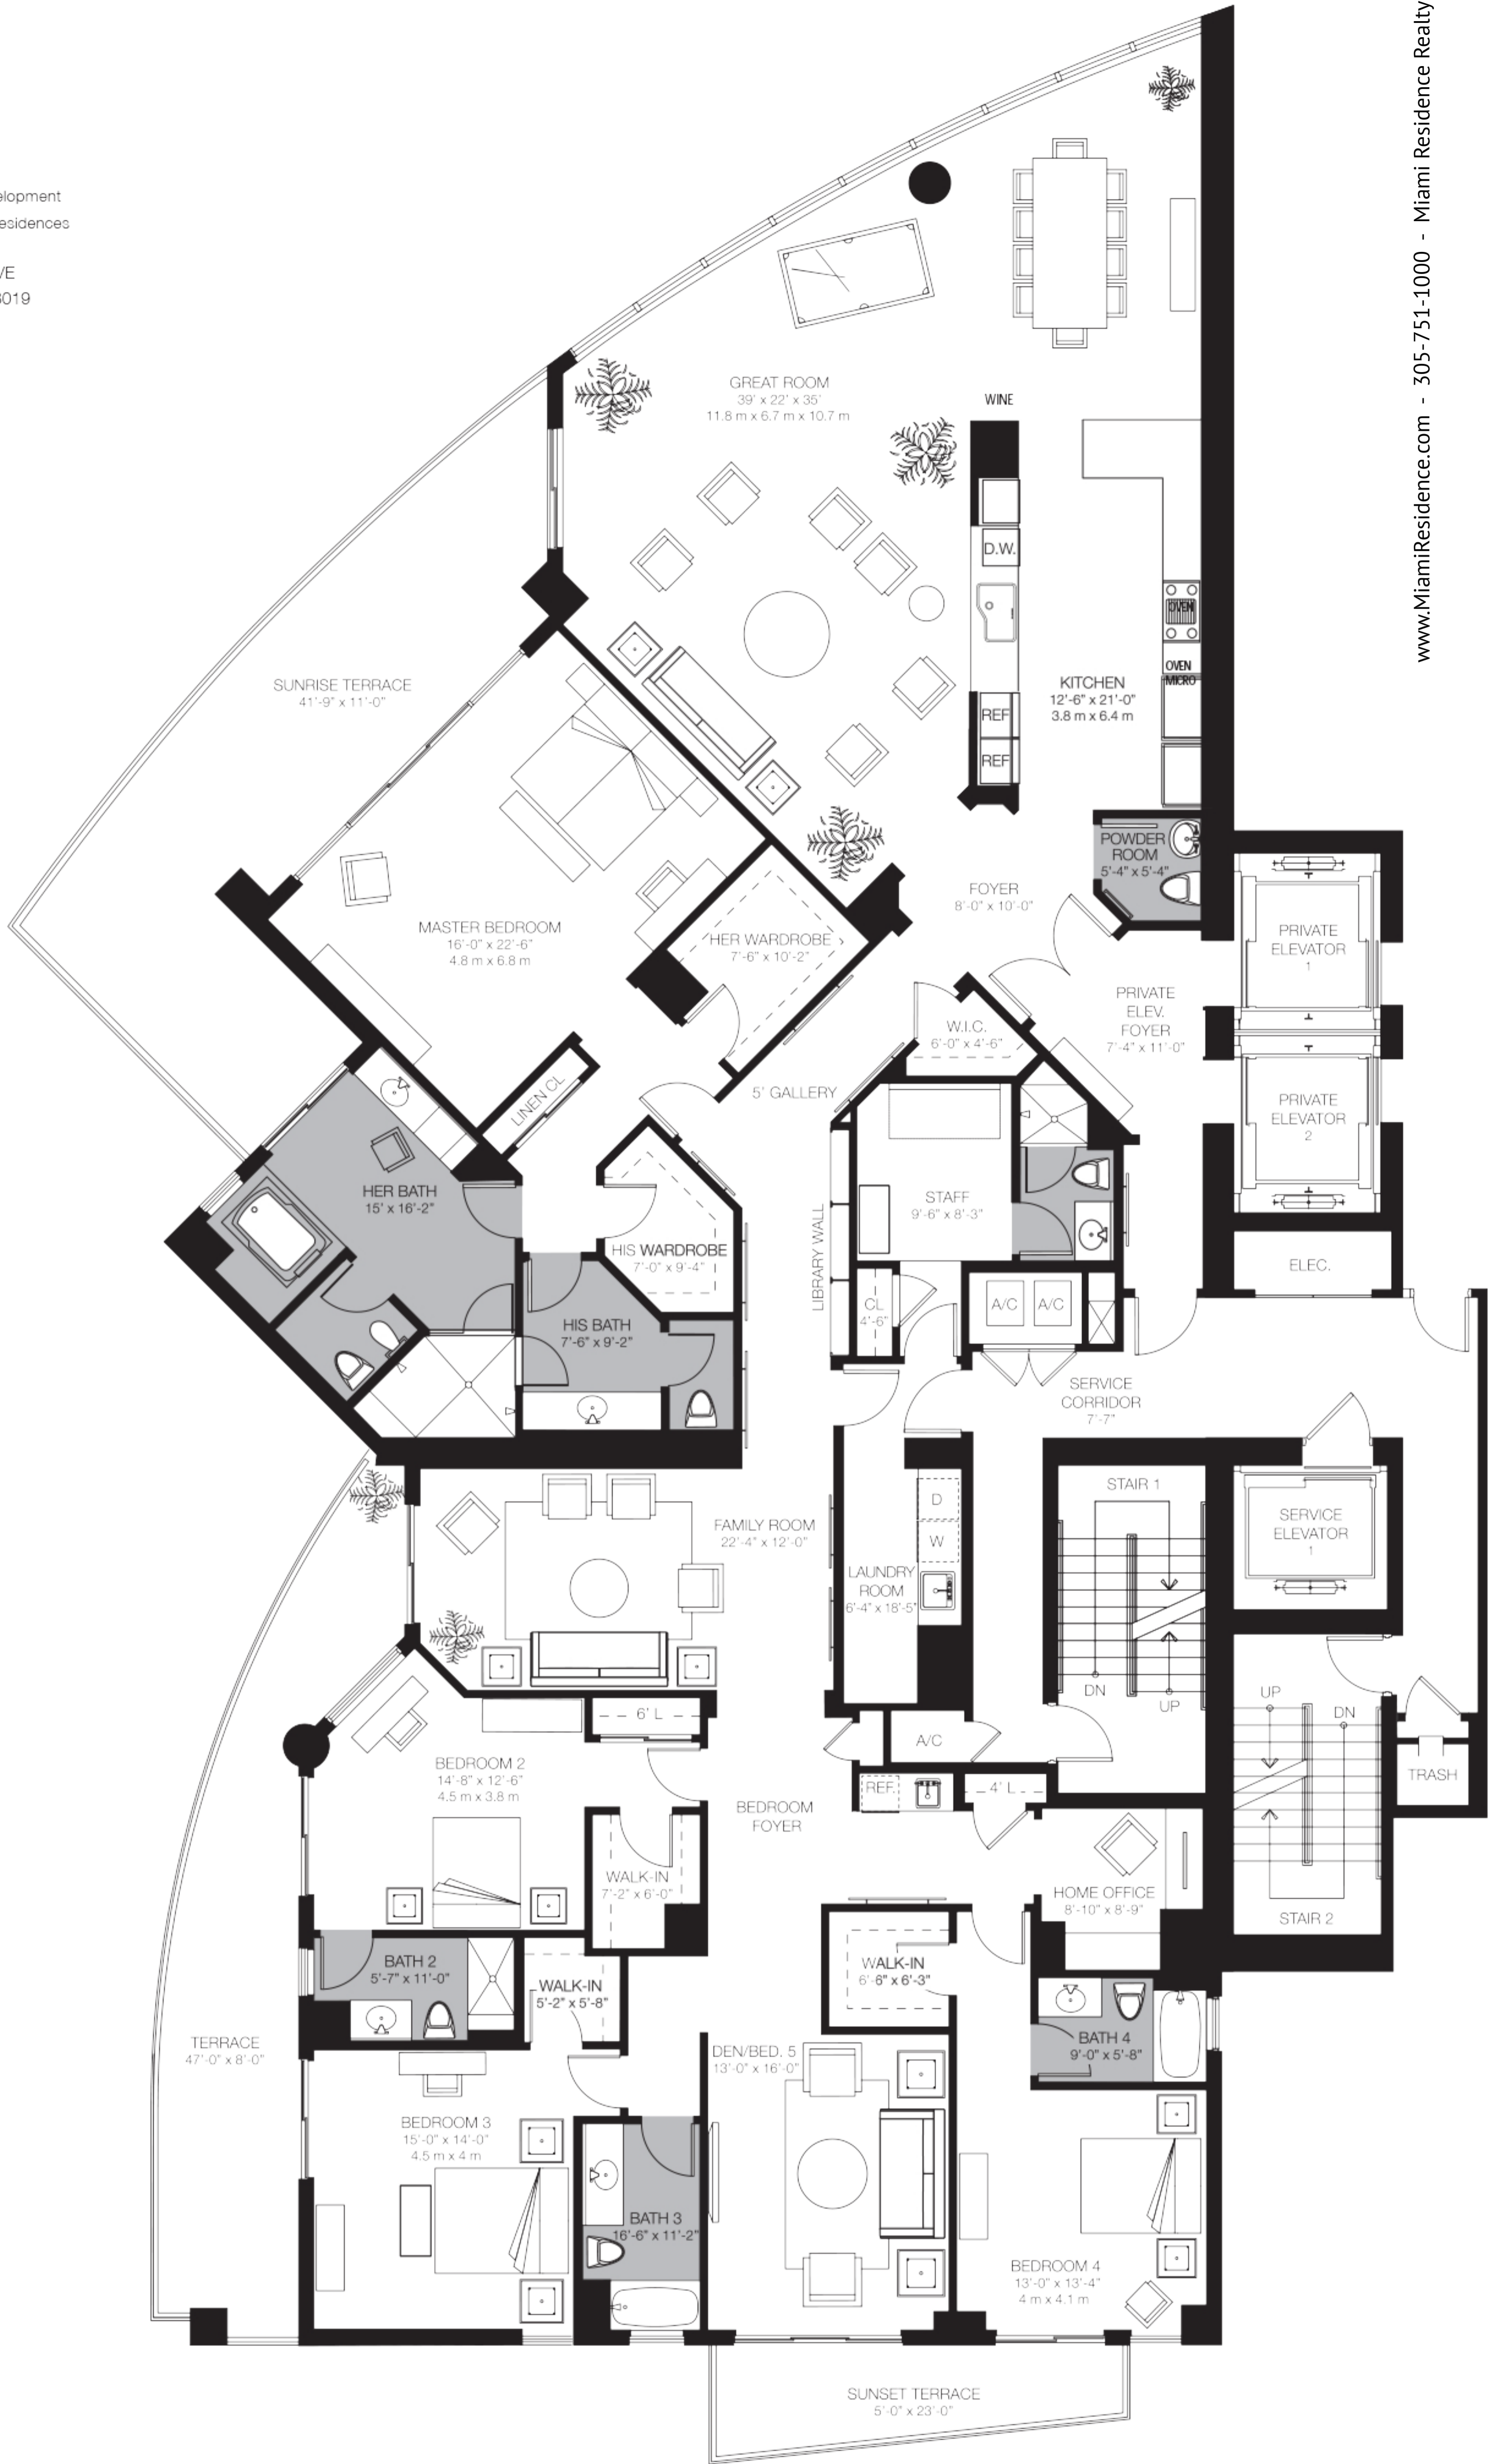 elopment
esidences
VE
3019
www.MiamiResidence.com - 305-751-1000 - Miami Residence Realty
GREAT ROOM
39' x 22' x 35'
11.8 m x 6.7 m x 10.7 m
WINE
D.W.
OVEN
OVEN
MICRO
SUNRISE TERRACE
41'-9" x 11'-0"
KITCHEN
12'-6" x 21'-0"
3.8 m x 6.4 m
REF
REF
POWDER
ROOM
5'-4" x 5'-4"
FOYER
8'-0" x 10'-0"
MASTER BEDROOM
16'-0" x 22'-6"
4.8 m x 6.8 m
HER WARDROBE
7'-6" x 10'-2"
PRIVATE
ELEVATOR
1
PRIVATE
ELEV.
FOYER
7'-4" x 11'-0"
W.I.C.
6'-0" x 4'-6"
LINEN CL
5' GALLERY
PRIVATE
ELEVATOR
2
HER BATH
15' x 16'-2"
STAFF
9'-6" x 8'-3"
HIS WARDROBE
7'-0" x 9'-4"
LIBRARY WALL
ELEC.
CL
4'-6"
A/C
A/C
HIS BATH
7'-6" x 9'-2"
SERVICE
CORRIDOR
7'-7"
STAIR 1
D
W
FAMILY ROOM
22'-4" x 12'-0"
SERVICE
ELEVATOR
1
LAUNDRY
ROOM
6'-4" x 18'-5"
DN
UP
UP
DN
6' L
A/C
BEDROOM 2
14'-8" x 12'-6"
4.5 m x 3.8 m
TRASH
REF.
4' L
BEDROOM
FOYER
WALK-IN
7'-2" x 6'-0"
HOME OFFICE
8'-10" x 8'-9"
STAIR 2
BATH 2
5'-7" x 11'-0"
WALK-IN
6'-6" x 6'-3"
WALK-IN
5'-2" x 5'-8"
TERRACE
47'-0" x 8'-0"
DEN/BED. 5
13'-0" x 16'-0"
BATH 4
9'-0" x 5'-8"
BEDROOM 3
15'-0" x 14'-0"
4.5 m x 4 m
BATH 3
16'-6" x 11'-2"
BEDROOM 4
13'-0" x 13'-4"
4 m x 4.1 m
SUNSET TERRACE
5'-0" x 23'-0"